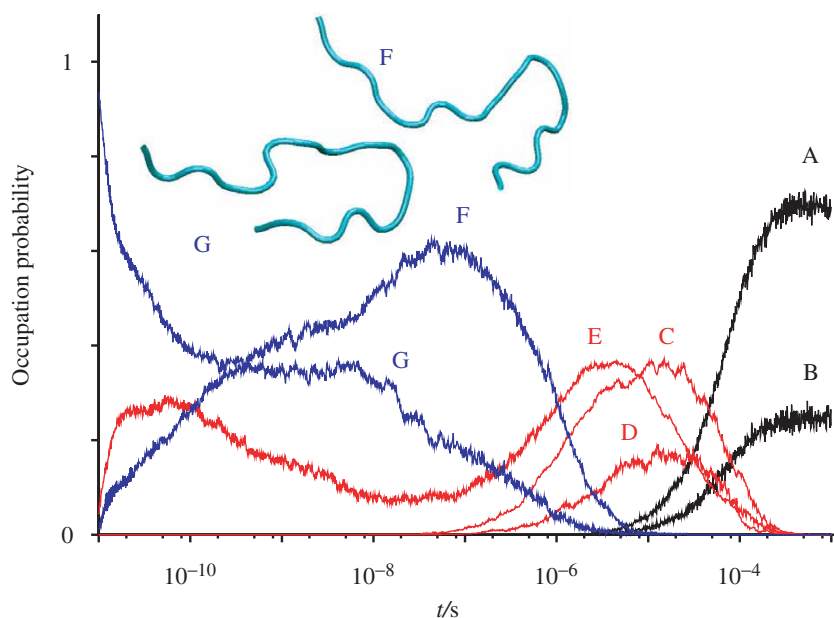 1
Occupation probability
0
F
G
F
G
E
C
D
A
B
10⁻¹⁰
10⁻⁸
10⁻⁶
10⁻⁴
t/s